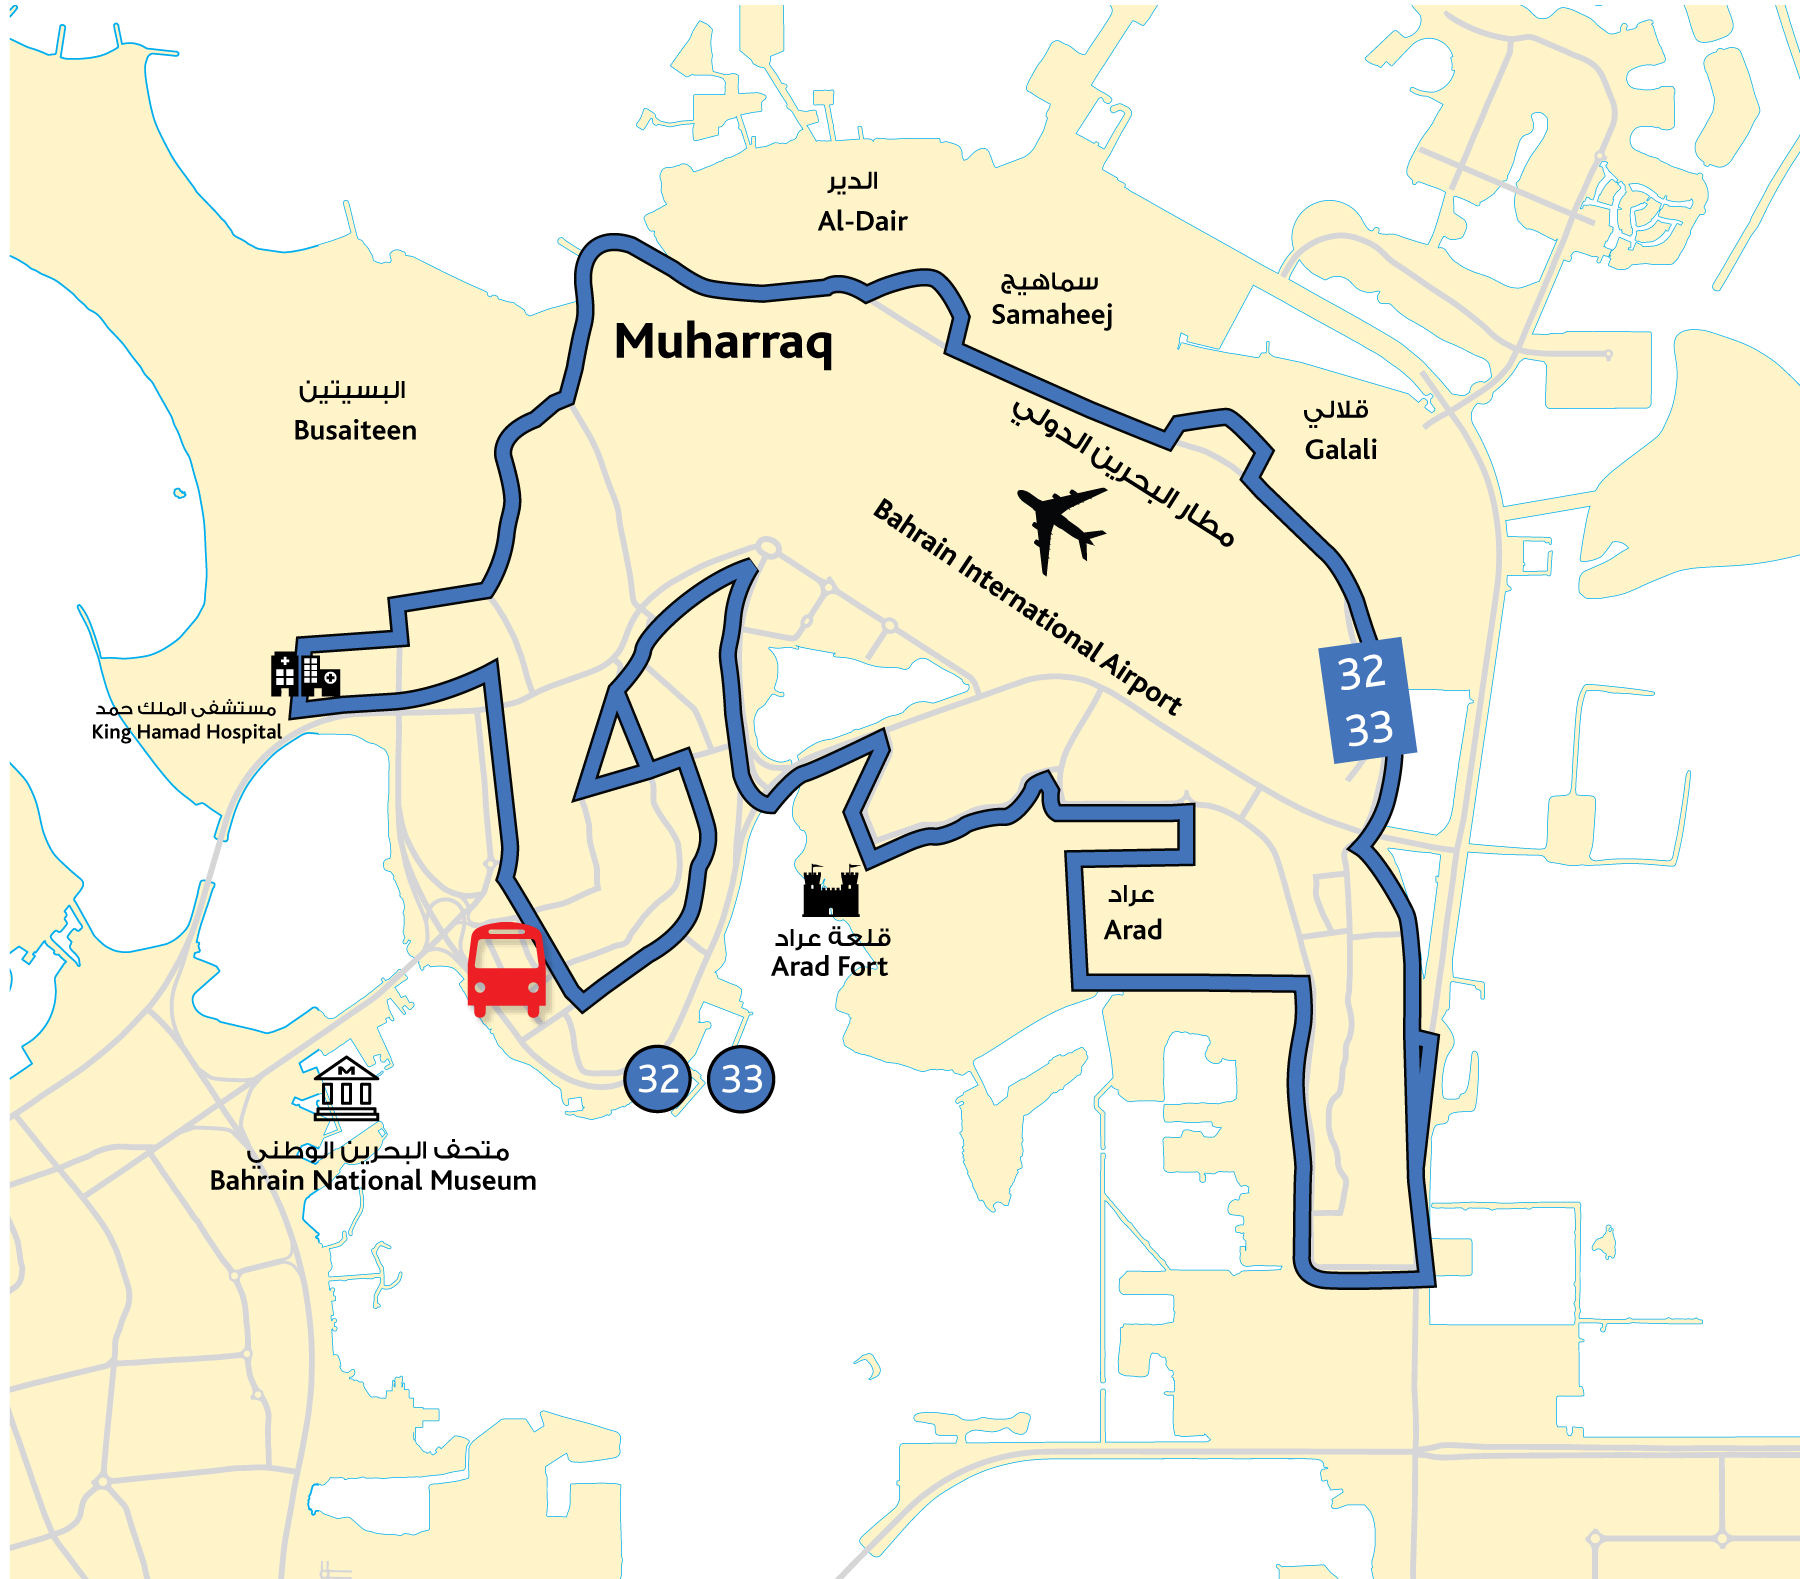 الدير
Al-Dair
سماهيج
Samaheej
Muharraq
البسيتين
Busaiteen
قلالي
Galali
مطار البحرين الدولي
Bahrain International Airport
32
33
مستشفى الملك حمد
King Hamad Hospital
عراد
Arad
قلعة عراد
Arad Fort
32
33
M
متحف البحرين الوطني
Bahrain National Museum